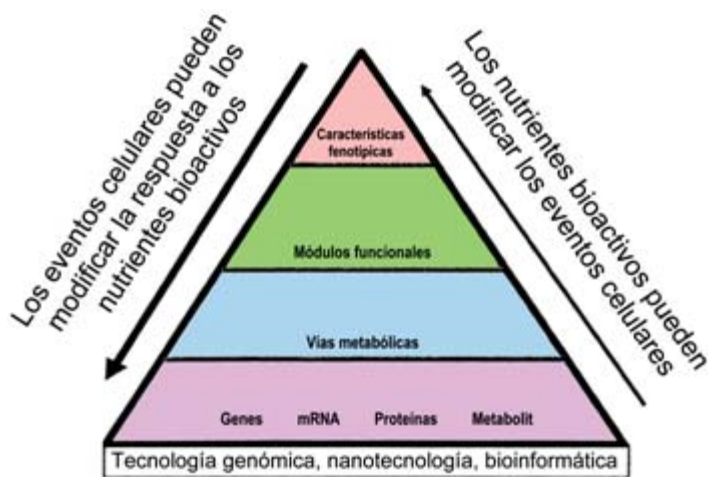 Los eventos celulares pueden
modificar la respuesta a los
nutrientes bioactivos
Los nutrientes bioactivos pueden
modificar los eventos celulares
Características
fenotípicas
Módulos funcionales
Vías metabólicas
Genes mRNA Proteínas Metabolit
Tecnología genómica, nanotecnología, bioinformática